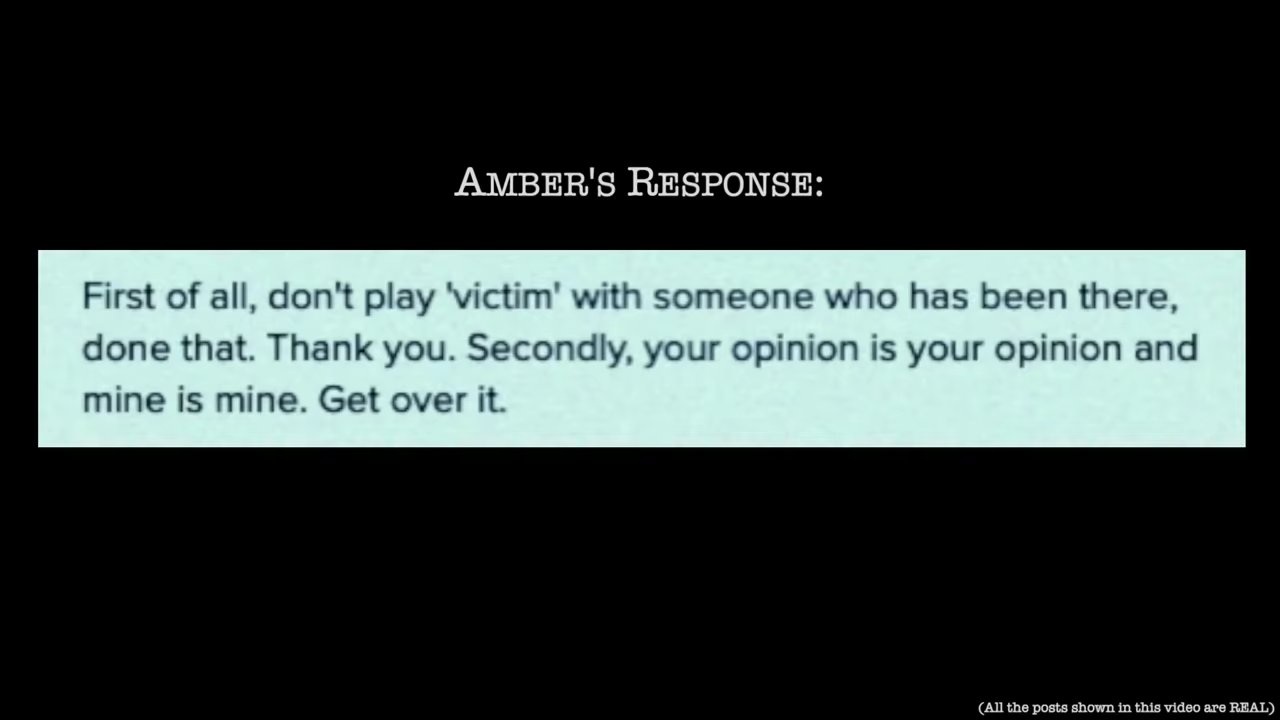 Amber's Response:
First of all, don't play 'victim' with someone who has been there,
done that. Thank you. Secondly, your opinion is your opinion and
mine is mine. Get over it.
(All the posts shown in this video are REAL)